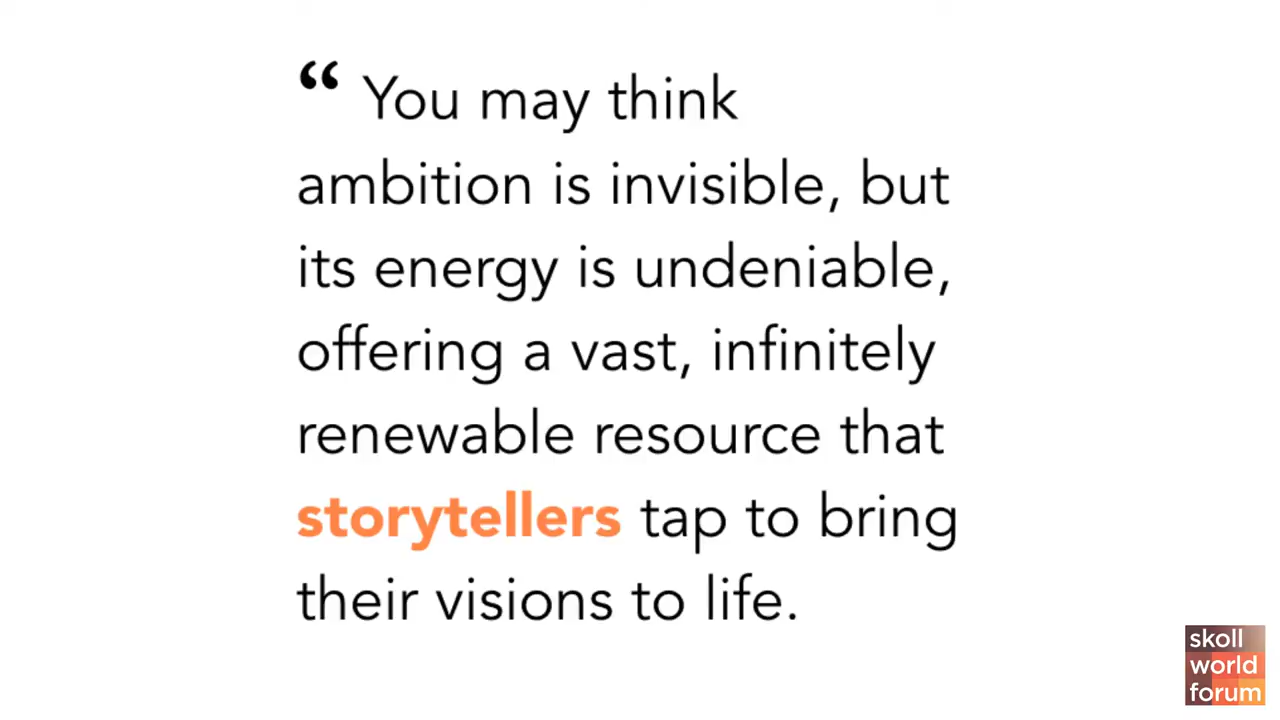 “ You may think
ambition is invisible, but
its energy is undeniable,
offering a vast, infinitely
renewable resource that
storytellers tap to bring
their visions to life.
skoll
world
forum